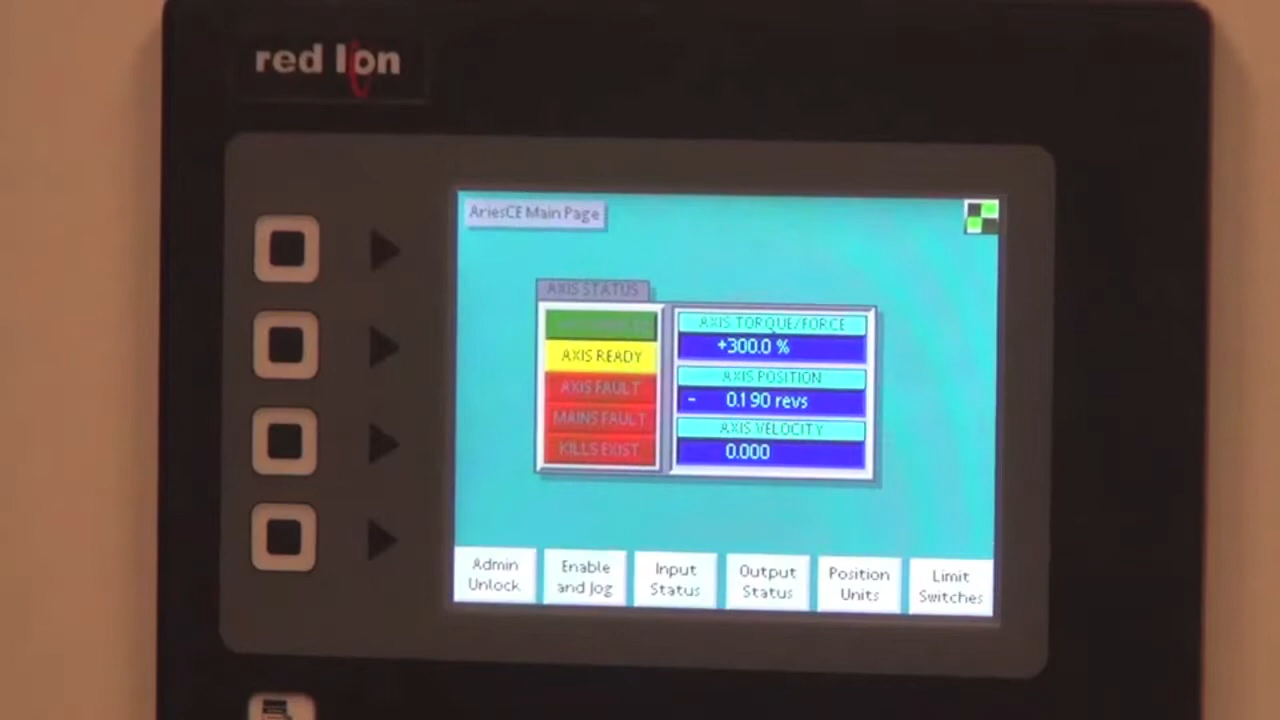 red lion
AriesCE Main Page
AXIS STATUS
AXIS READY
AXIS FAULT
MAINS FAULT
KILLS EXIST
AXIS TORQUE/FORCE
+300.0 %
AXIS POSITION
- 0.190 revs
AXIS VELOCITY
0.000
Admin
Unlock
Enable
and Jog
Input
Status
Output
Status
Position
Units
Limit
Switches